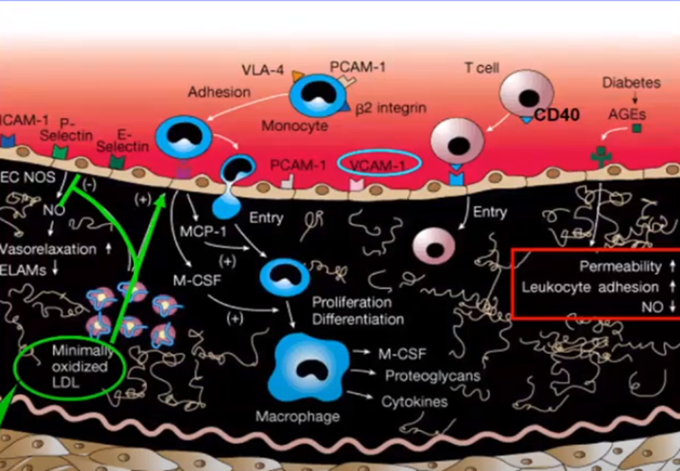 VLA-4
PCAM-1
T cell
Adhesion
Diabetes
β2 integrin
CD40
AGEs
Monocyte
ICAM-1
P-
Selectin
E-
Selectin
PCAM-1
VCAM-1
EC NOS
(-)
(+)
NO
Entry
Entry
MCP-1
(+)
Vasorelaxation
ELAMs
M-CSF
Permeability
Leukocyte adhesion
NO
Proliferation
Differentiation
(+)
Minimally
oxidized
LDL
M-CSF
Proteoglycans
Cytokines
Macrophage